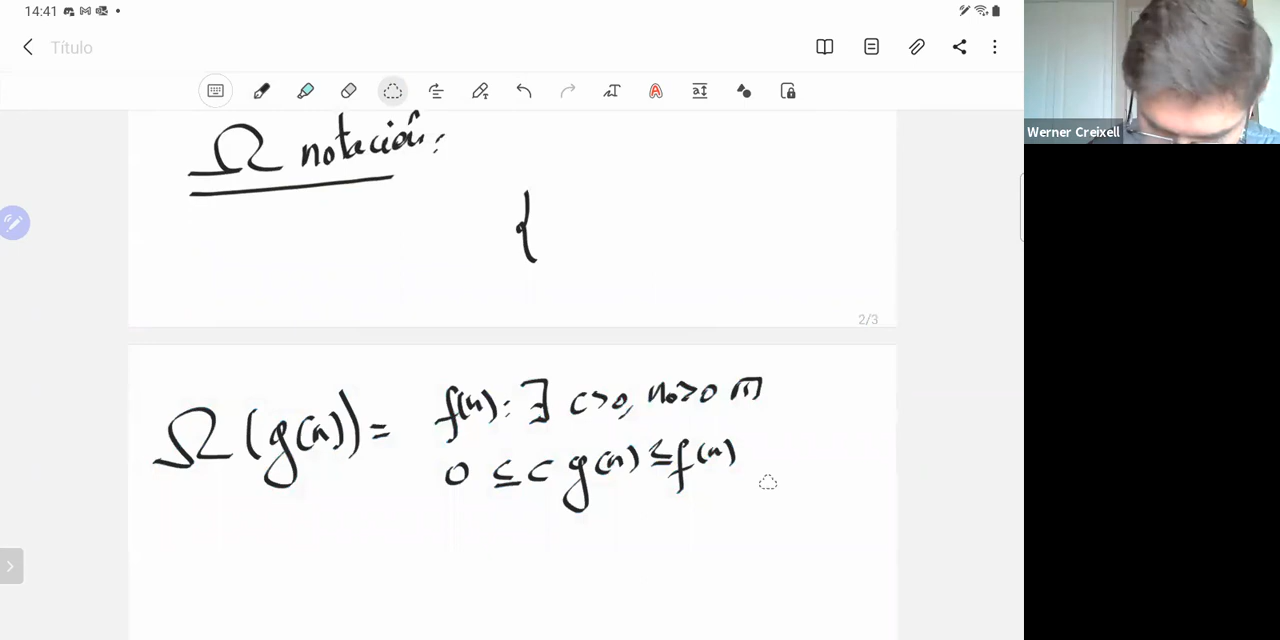 14:41
Título
Ω notación:
{
2/3
Ω(g(n)) = f(n): ∃ c>0, n₀>0 m
0 ≤ c g(n) ≤ f(n)
Werner Creixell